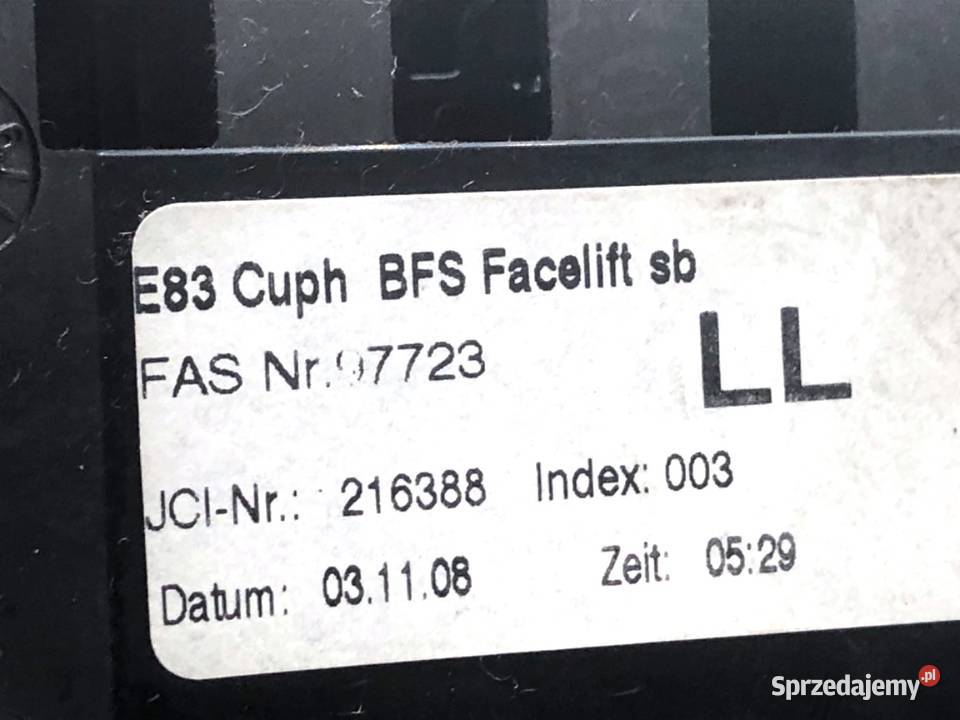 E83 Cuph BFS Facelift sb
LL
FAS Nr.97723
JCI-Nr.: 216388 Index: 003
Datum: 03.11.08 Zeit: 05:29
Sprzedajemy.pl